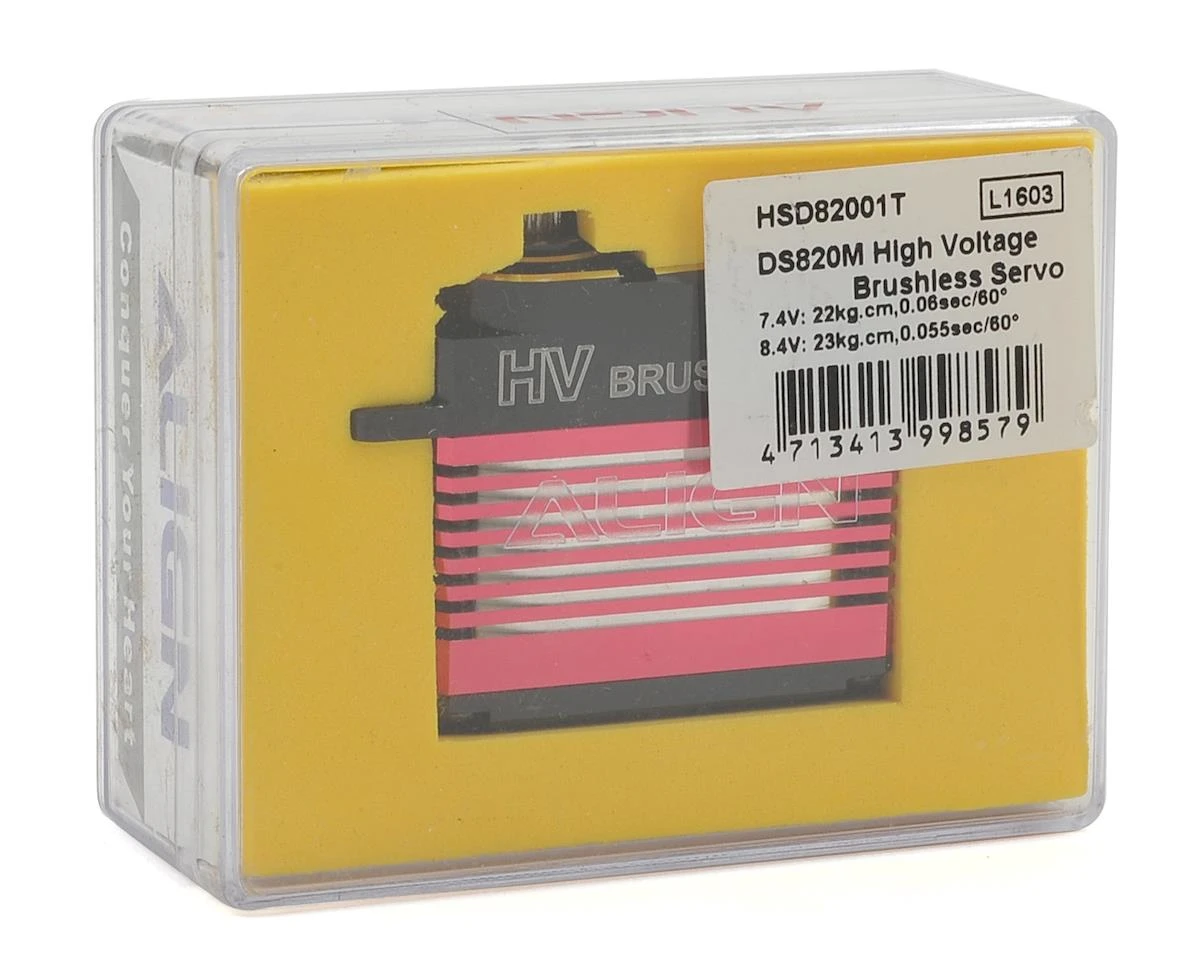 ALIGN
HSD82001T
L1603
DS820M High Voltage
Brushless Servo
7.4V: 22kg.cm,0.06sec/60°
8.4V: 23kg.cm,0.055sec/60°
4 713413 998579
HV BRUS
ALIGN
ALIGN
Conquer Your Heart